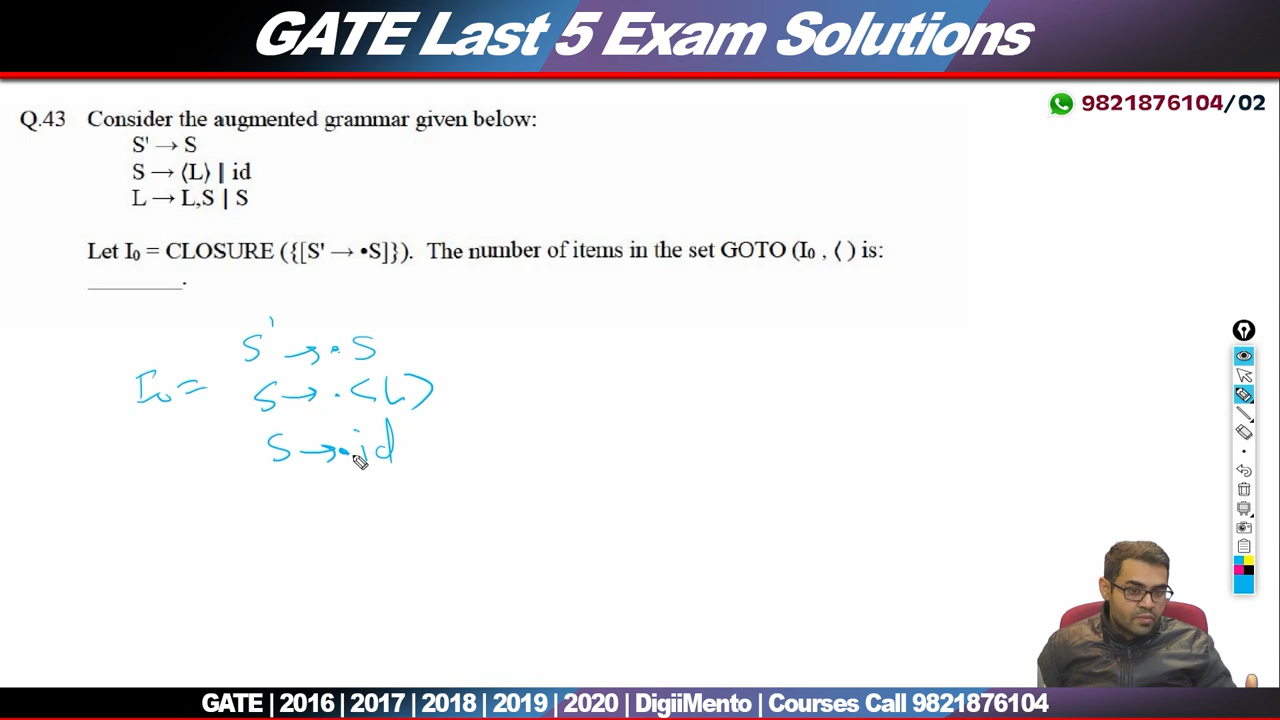 GATE Last 5 Exam Solutions
9821876104/02
Q.43 Consider the augmented grammar given below:
S' → S
S → ⟨L⟩ | id
L → L,S | S
Let I₀ = CLOSURE ({[S' → •S]}). The number of items in the set GOTO (I₀ , ⟨ ) is:
________.
S' → . S
I₀ = S → . <L>
S → . id
GATE | 2016 | 2017 | 2018 | 2019 | 2020 | DigiiMento | Courses Call 9821876104